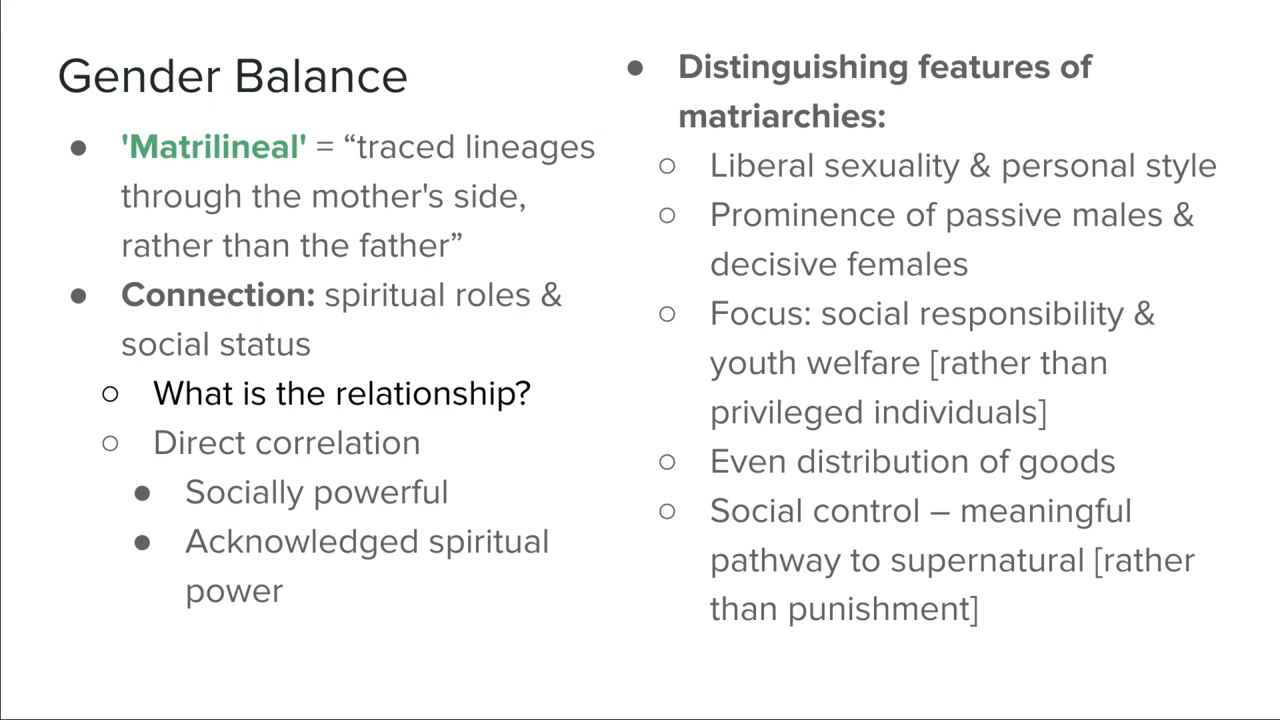 Gender Balance
● 'Matrilineal' = “traced lineages
through the mother's side,
rather than the father”
● Connection: spiritual roles &
social status
○ What is the relationship?
○ Direct correlation
● Socially powerful
● Acknowledged spiritual
power
● Distinguishing features of
matriarchies:
○ Liberal sexuality & personal style
○ Prominence of passive males &
decisive females
○ Focus: social responsibility &
youth welfare [rather than
privileged individuals]
○ Even distribution of goods
○ Social control – meaningful
pathway to supernatural [rather
than punishment]